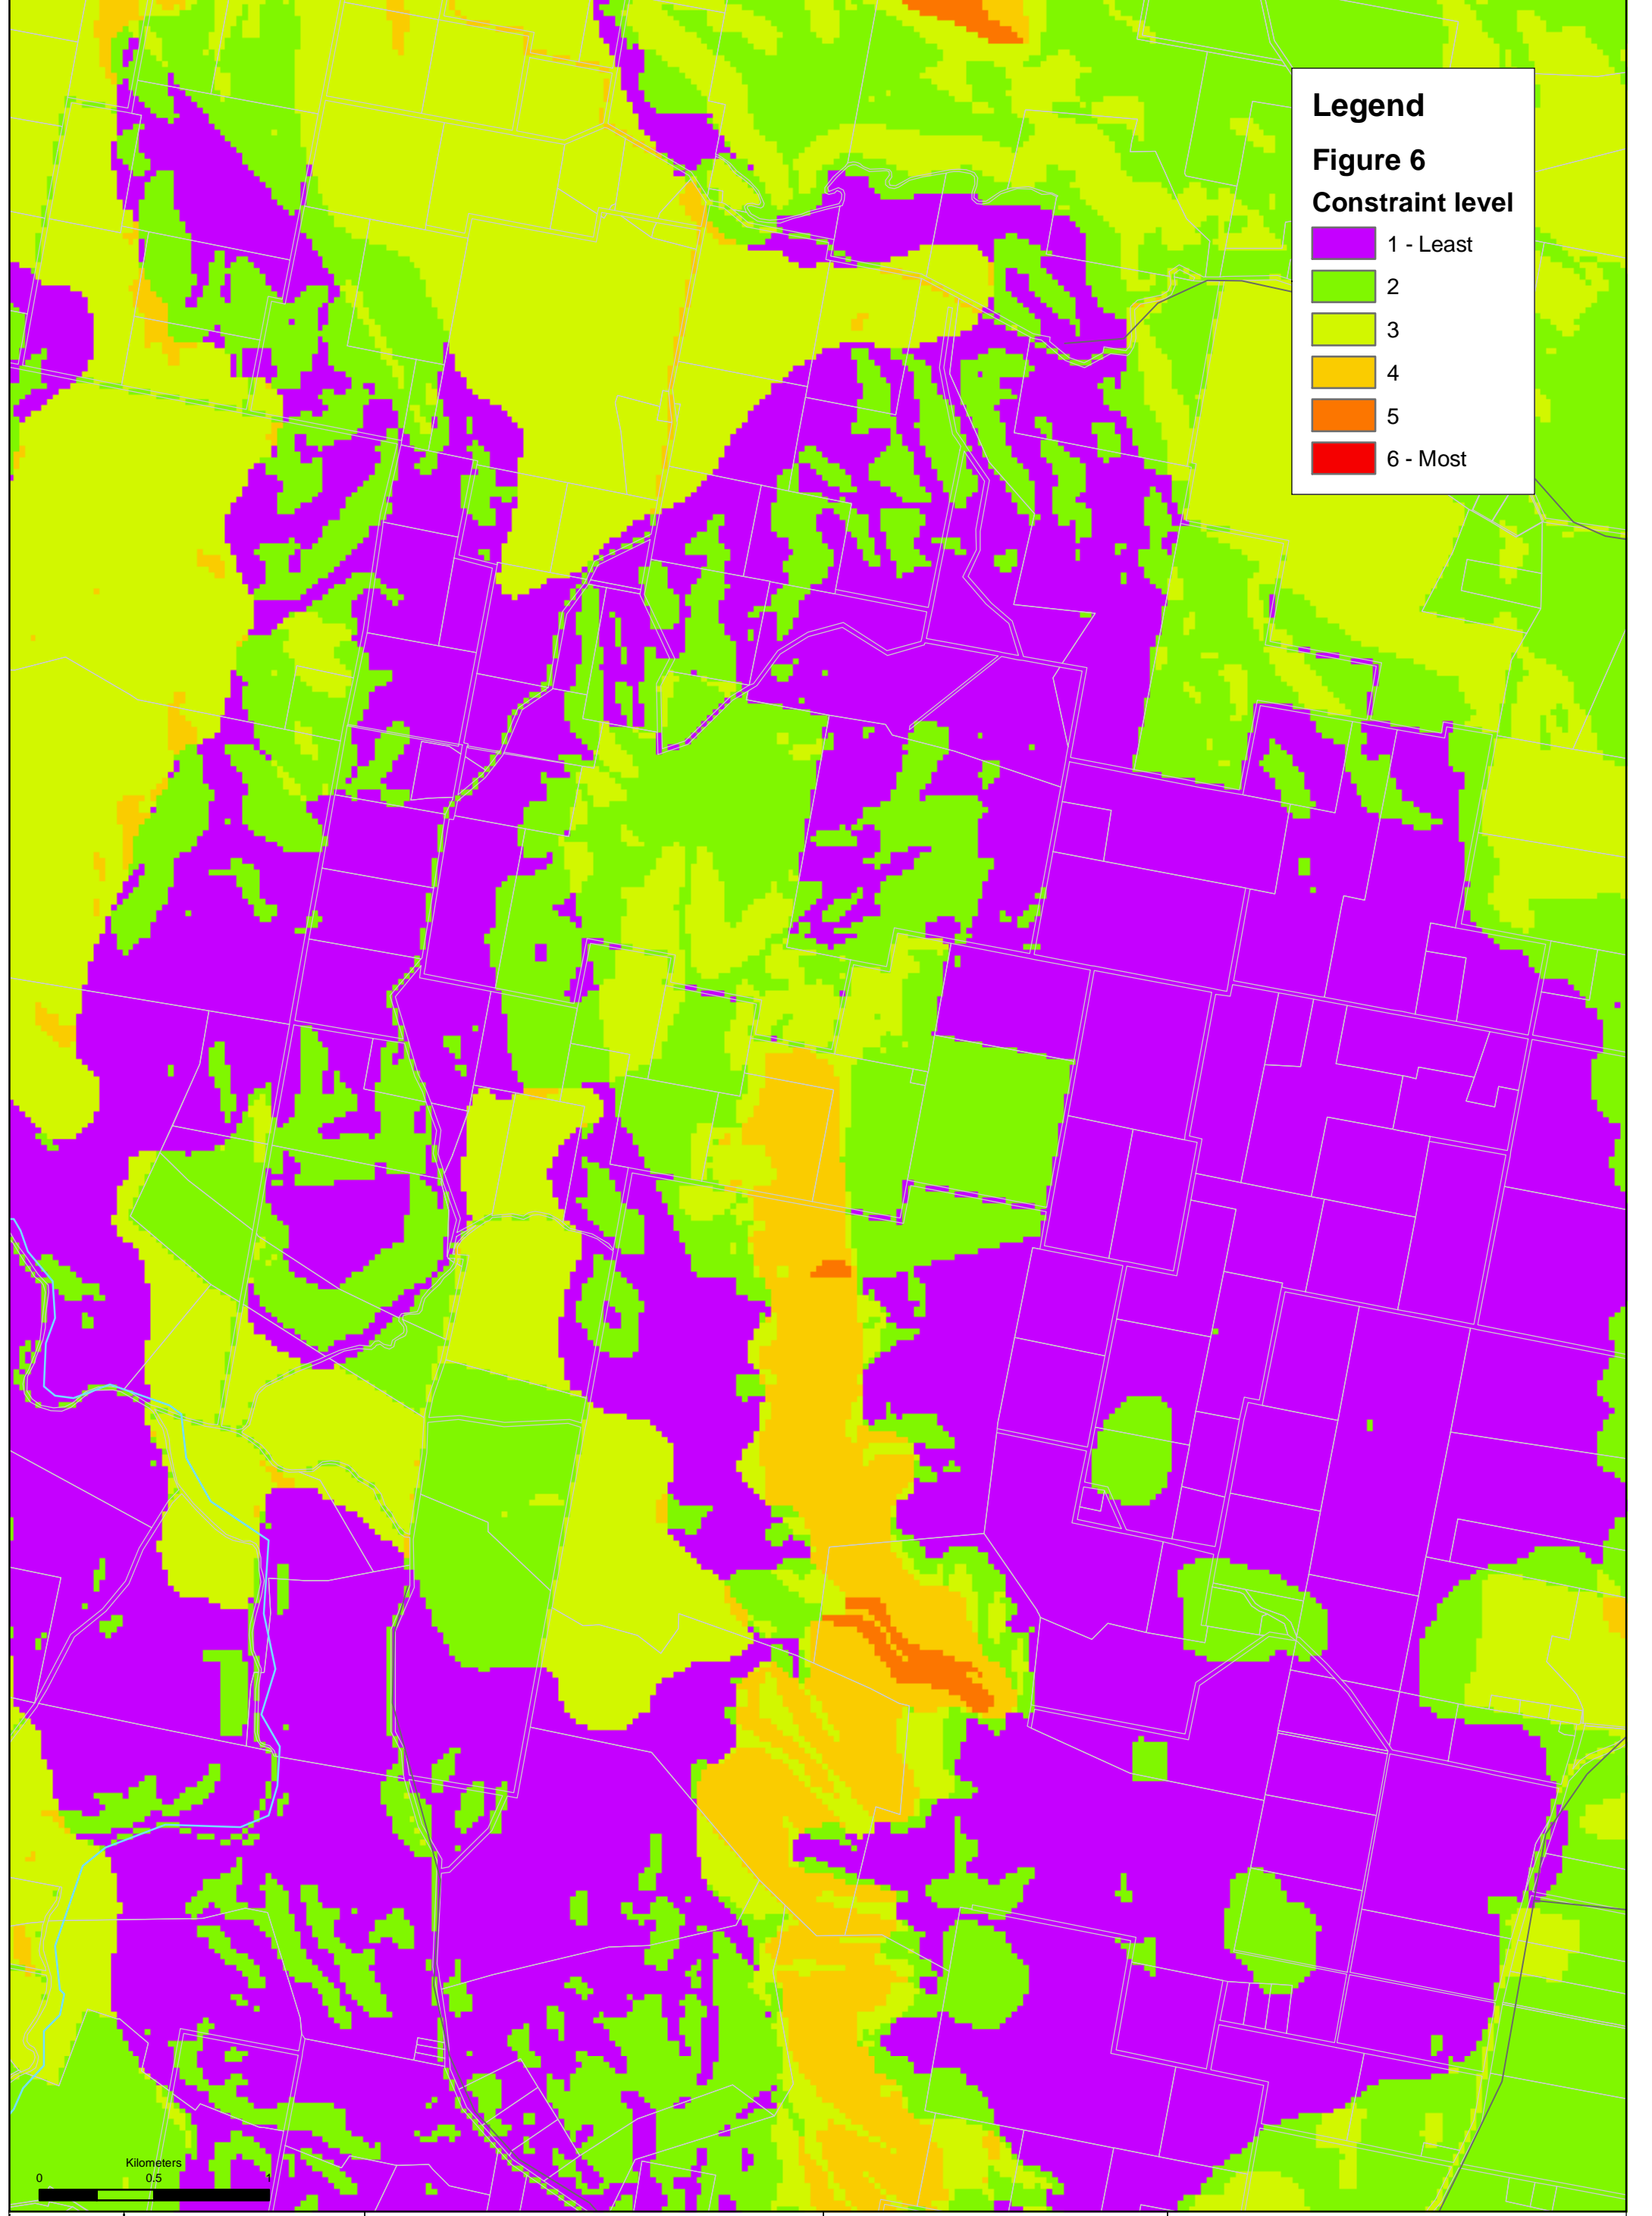 Legend
Figure 6
Constraint level
1 - Least
2
3
4
5
6 - Most
Kilometers
0 0.5 1